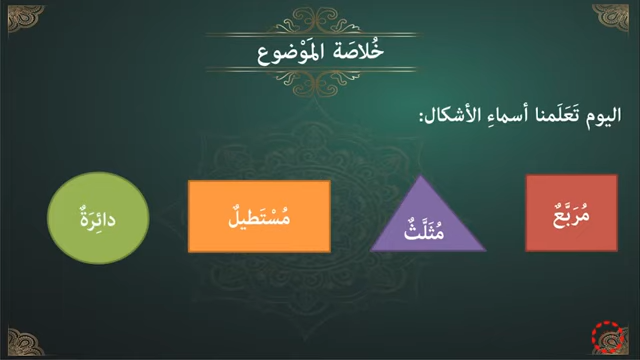 خُلاصَة المَوْضوع
اليوم تَعَلَمنا أسماءِ الأشكال:
مُرَبَّعٌ
مُثَلَّثٌ
مُسْتَطيلٌ
دائِرَةٌ